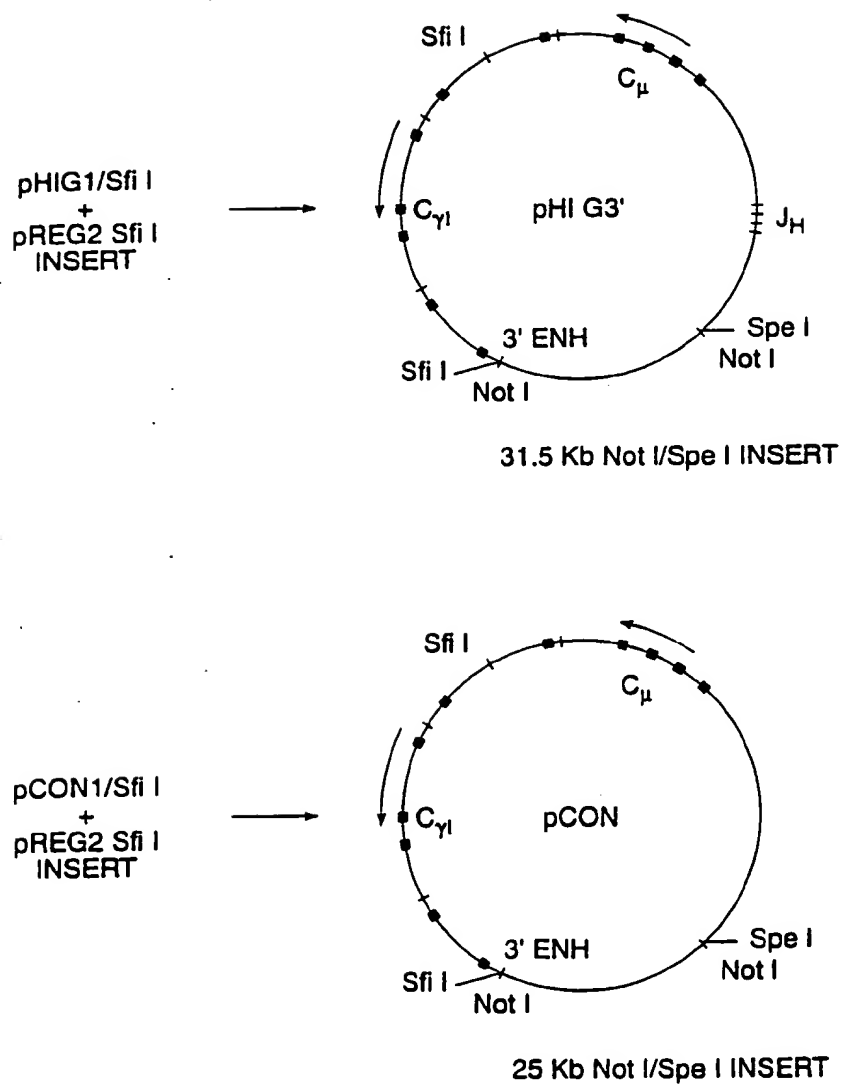 Sfi I
Cμ
pHIG1/Sfi I
+
pREG2 Sfi I
INSERT
CγI
pHI G3'
JH
3' ENH
Spe I
Not I
Sfi I
Not I
31.5 Kb Not I/Spe I INSERT
Sfi I
Cμ
pCON1/Sfi I
+
pREG2 Sfi I
INSERT
CγI
pCON
3' ENH
Spe I
Not I
Sfi I
Not I
25 Kb Not I/Spe I INSERT